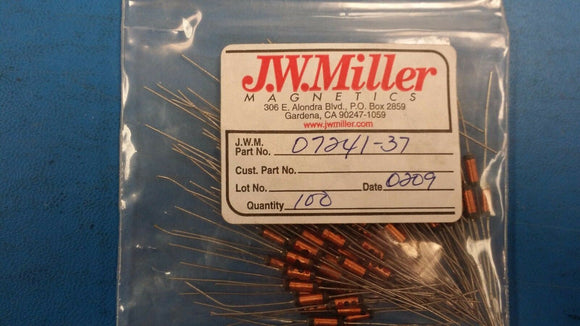 J.W.Miller
MAGNETICS
306 E. Alondra Blvd., P.O. Box 2859
Gardena, CA 90247-1059
www.jwmiller.com
J.W.M.
Part No. 07241-37
Cust. Part No.
Lot No. Date 0209
Quantity 100